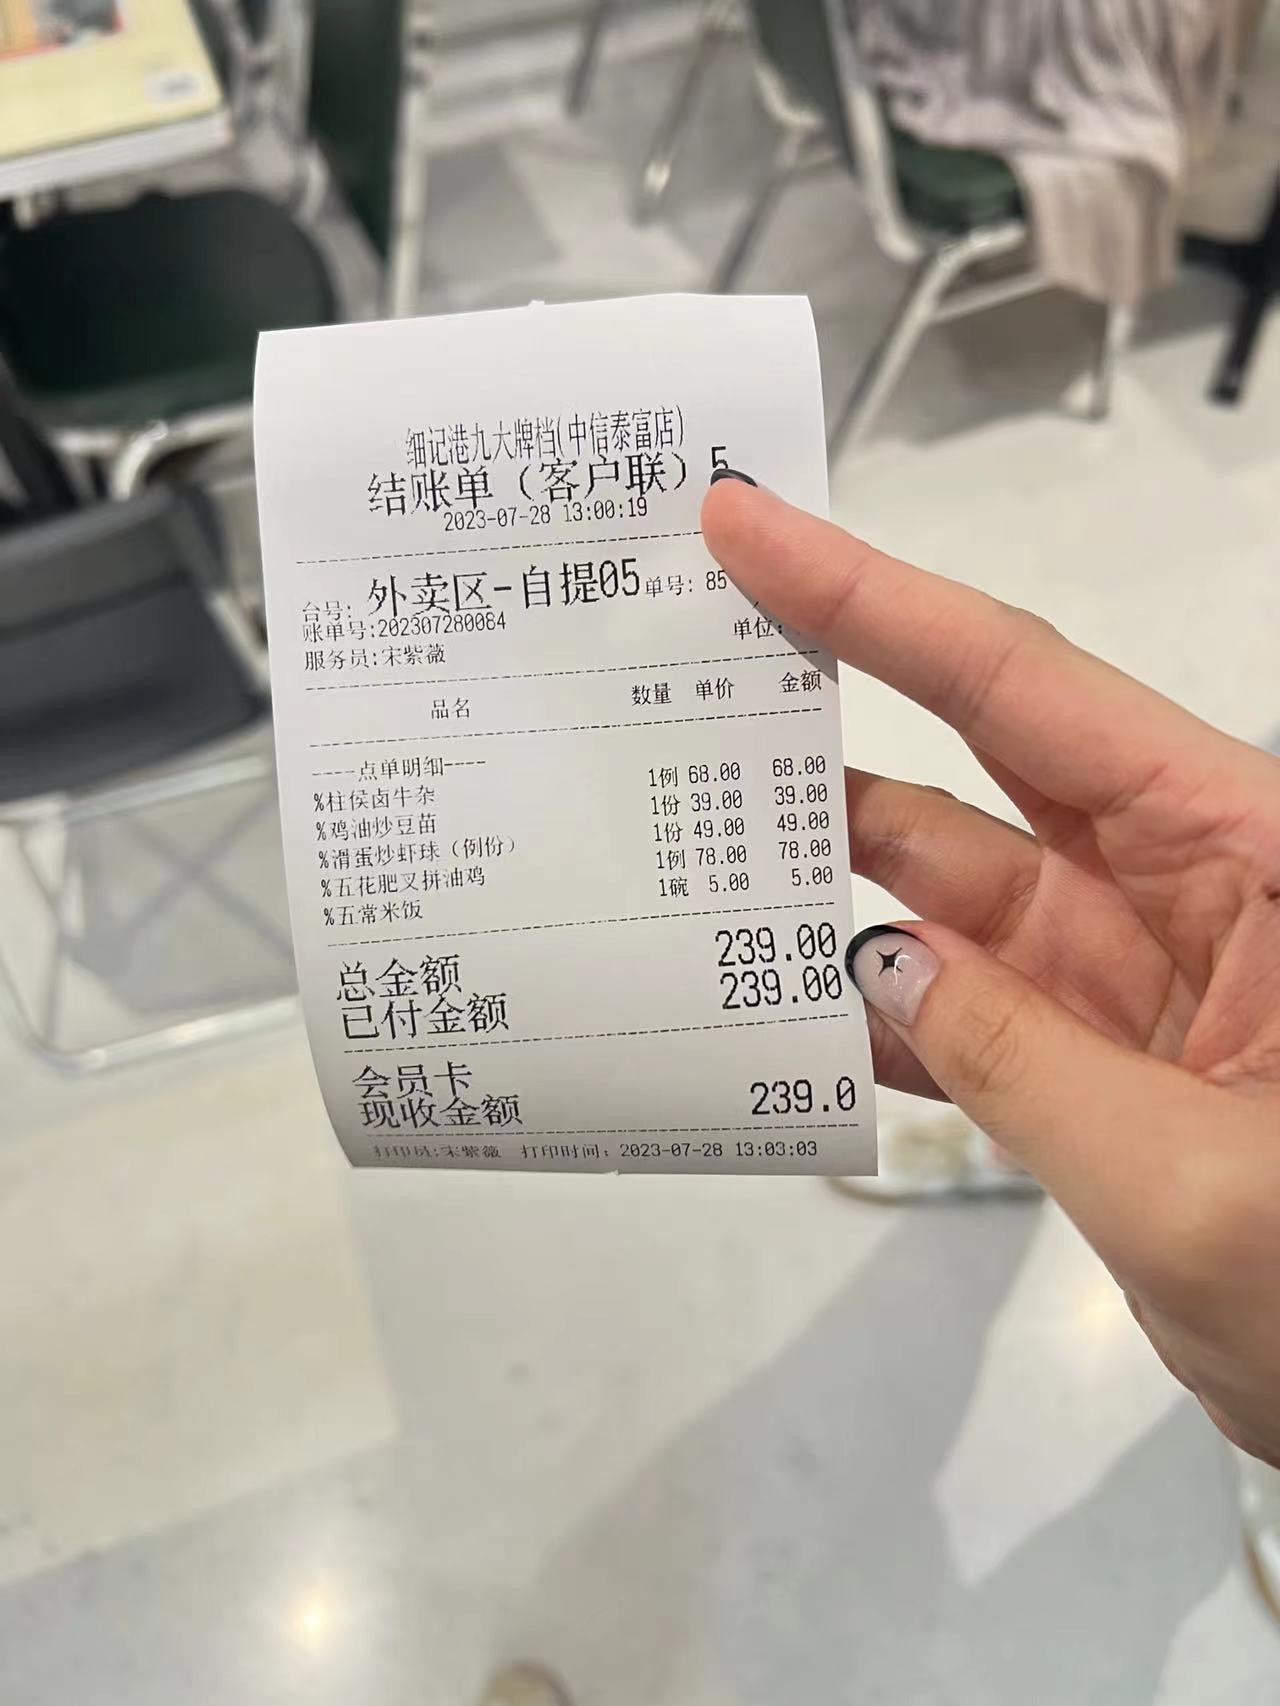 细记港九大牌档(中信泰富店)
结账单（客户联）5
2023-07-28 13:00:19
台号: 外卖区-自提05 单号: 85
账单号:202307280084 单位:
服务员:宋紫薇
品名 数量 单价 金额
----点单明细----
%柱侯卤牛杂 1例 68.00 68.00
%鸡油炒豆苗 1份 39.00 39.00
%滑蛋炒虾球（例份） 1份 49.00 49.00
%五花肥叉拼油鸡 1例 78.00 78.00
%五常米饭 1碗 5.00 5.00
总金额 239.00
已付金额 239.00
会员卡
现收金额 239.0
打印员:宋紫薇 打印时间: 2023-07-28 13:03:03